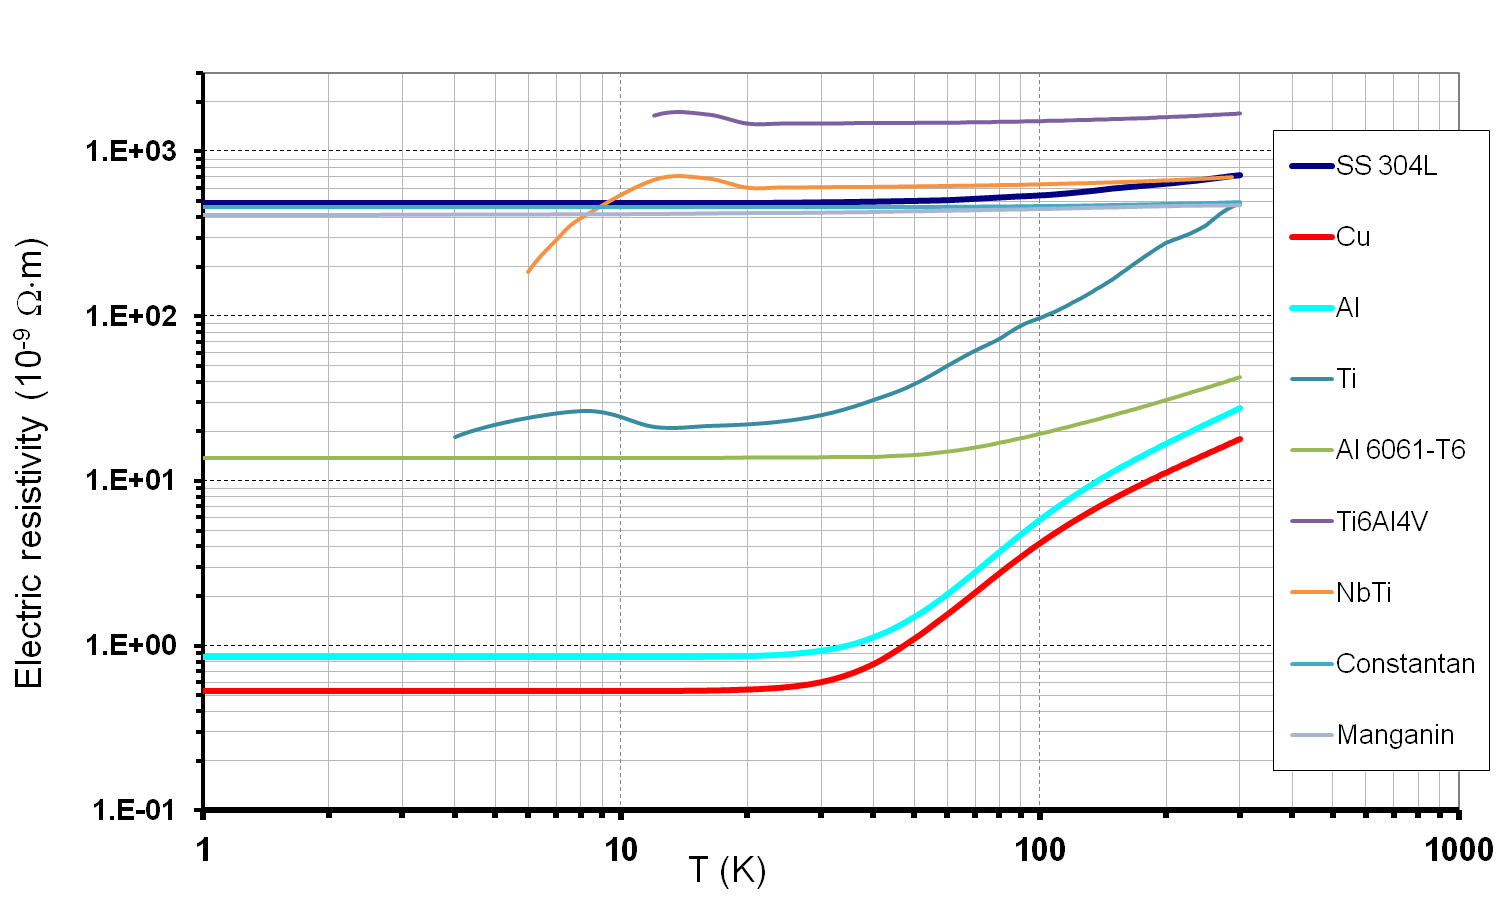 1.E+03
1.E+02
1.E+01
1.E+00
1.E-01
Electric resistivity (10⁻⁹ Ω·m)
1
10
100
1000
T (K)
SS 304L
Cu
Al
Ti
Al 6061-T6
Ti6Al4V
NbTi
Constantan
Manganin